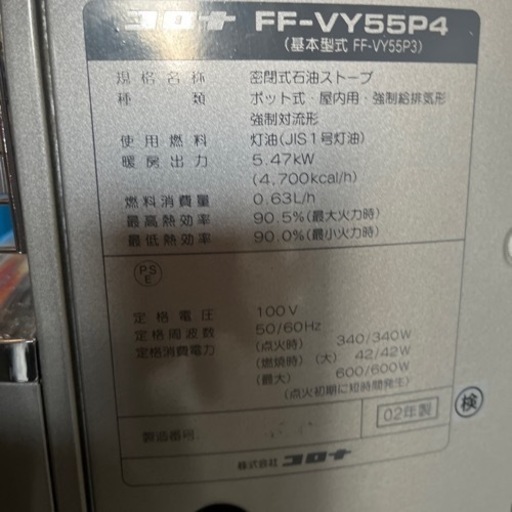 コロナ FF-VY55P4
(基本型式 FF-VY55P3)
規格名称 密閉式石油ストーブ
種類 ポット式・屋内用・強制給排気形
強制対流形
使用燃料 灯油(JIS1号灯油)
暖房出力 5.47kW
(4,700kcal/h)
燃料消費量 0.63L/h
最高熱効率 90.5%(最大火力時)
最低熱効率 90.0%(最小火力時)
PS
E
定格電圧 100V
定格周波数 50/60Hz
定格消費電力 (点火時) 340/340W
(燃焼時)(大) 42/42W
(最大) 600/600W
(点火初期に短時間発生)
02年製
検
製造番号
株式会社 コロナ